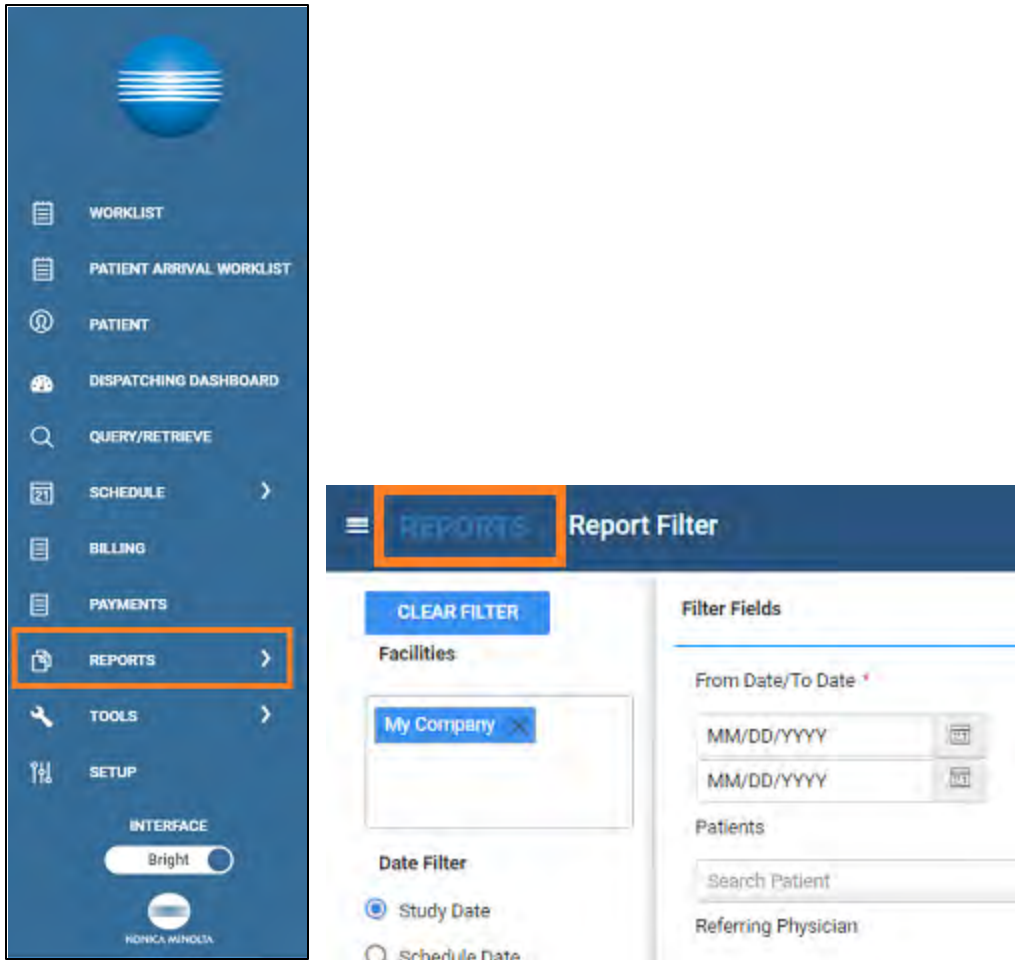 WORKLIST
PATIENT ARRIVAL WORKLIST
PATIENT
DISPATCHING DASHBOARD
QUERY/RETRIEVE
21 SCHEDULE
BILLING
PAYMENTS
REPORTS
TOOLS
SETUP
INTERFACE
Bright
KONICA MINOLTA
REPORTS Report Filter
CLEAR FILTER
Facilities
My Company
Date Filter
Study Date
Schedule Date
Filter Fields
From Date/To Date *
MM/DD/YYYY
MM/DD/YYYY
Patients
Search Patient
Referring Physician